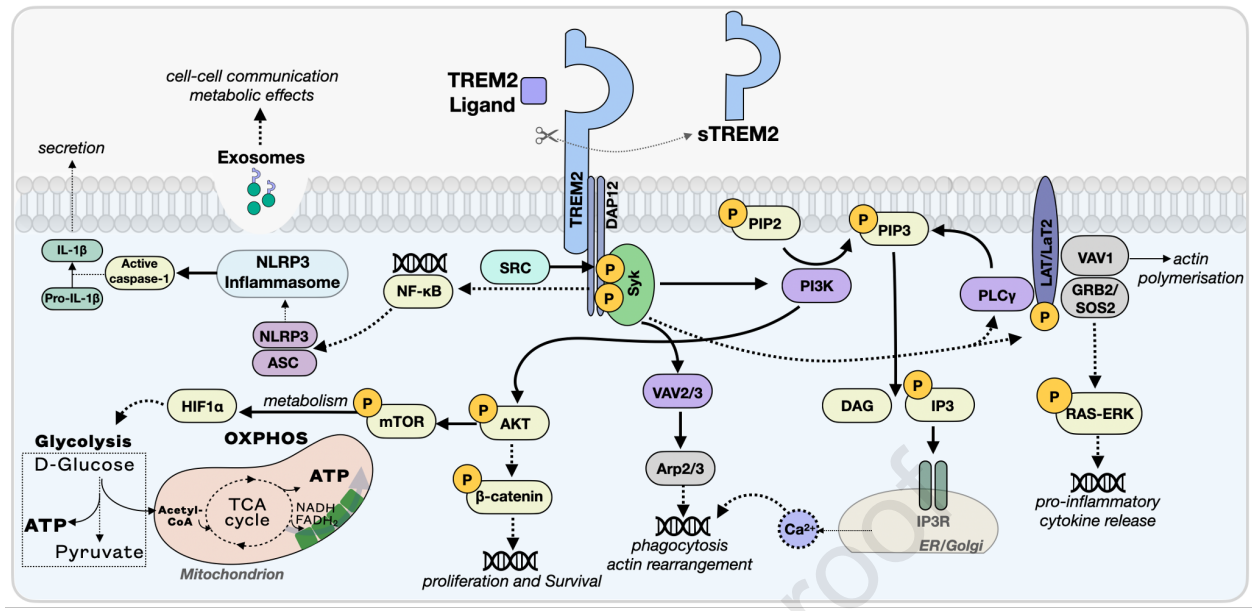 cell-cell communication
metabolic effects
TREM2
Ligand
sTREM2
secretion
Exosomes
TREM2
DAP12
IL-1β
Pro-IL-1β
Active
caspase-1
NLRP3
Inflammasome
NLRP3
ASC
NF-κB
SRC
P
P
Syk
P
PIP2
P
PIP3
PI3K
PLCγ
LAT/LaT2
P
VAV1
GRB2/
SOS2
actin
polymerisation
HIF1α
metabolism
P
mTOR
P
AKT
VAV2/3
DAG
P
IP3
P
RAS-ERK
Glycolysis
D-Glucose
ATP
Pyruvate
OXPHOS
ATP
Acetyl-
CoA
TCA
cycle
NADH
FADH₂
Mitochondrion
P
β-catenin
proliferation and Survival
Arp2/3
phagocytosis
actin rearrangement
Ca²⁺
IP3R
ER/Golgi
pro-inflammatory
cytokine release
roof